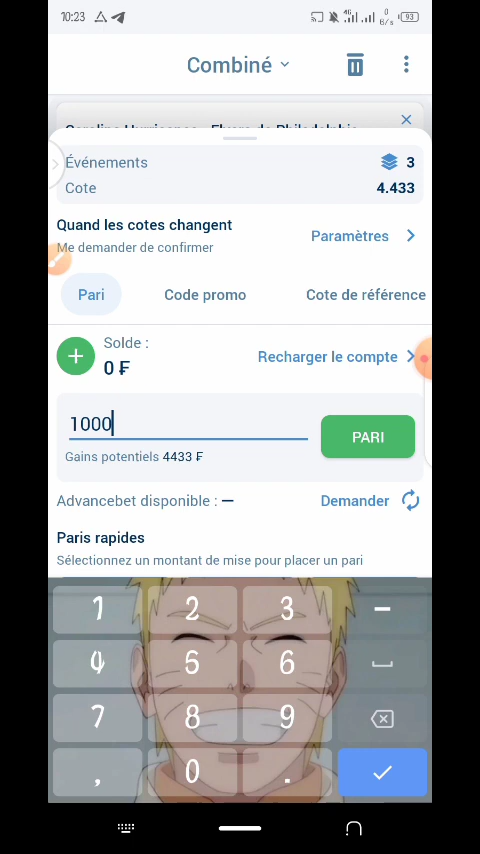 10:23
4G
0
6/s
93
Combiné
Événements
3
Cote
4.433
Quand les cotes changent
Me demander de confirmer
Paramètres
Pari
Code promo
Cote de référence
Solde :
0 ₣
Recharger le compte
1000
PARI
Gains potentiels 4433 ₣
Advancebet disponible : —
Demander
Paris rapides
Sélectionnez un montant de mise pour placer un pari
1 2 3 −
4 5 6
7 8 9
, 0 .